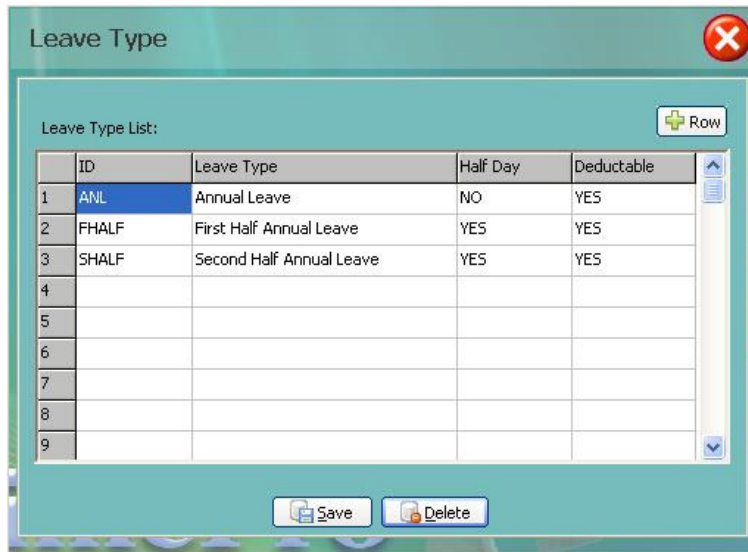 Leave Type
Leave Type List:
Row
ID Leave Type Half Day Deductable
1 ANL Annual Leave NO YES
2 FHALF First Half Annual Leave YES YES
3 SHALF Second Half Annual Leave YES YES
4
5
6
7
8
9
Save Delete